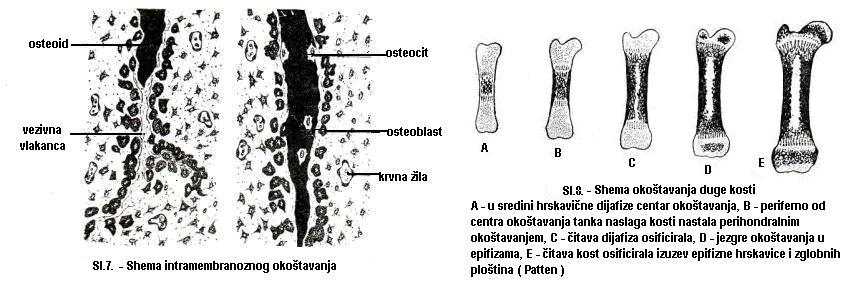 osteoid
vezivna
vlakanca
osteocit
osteoblast
krvna žila
Sl.7. - Shema intramembranoznog okoštavanja
A
B
C
D
E
Sl.8. - Shema okoštavanja duge kosti
A - u sredini hrskavične dijafize centar okoštavanja, B - periferno od
centra okoštavanja tanka naslaga kosti nastala perihondralnim
okoštavanjem, C - čitava dijafiza osificirala, D - jezgre okoštavanja u
epifizama, E - čitava kost osificirala izuzev epifizne hrskavice i zglobnih
ploština ( Patten )